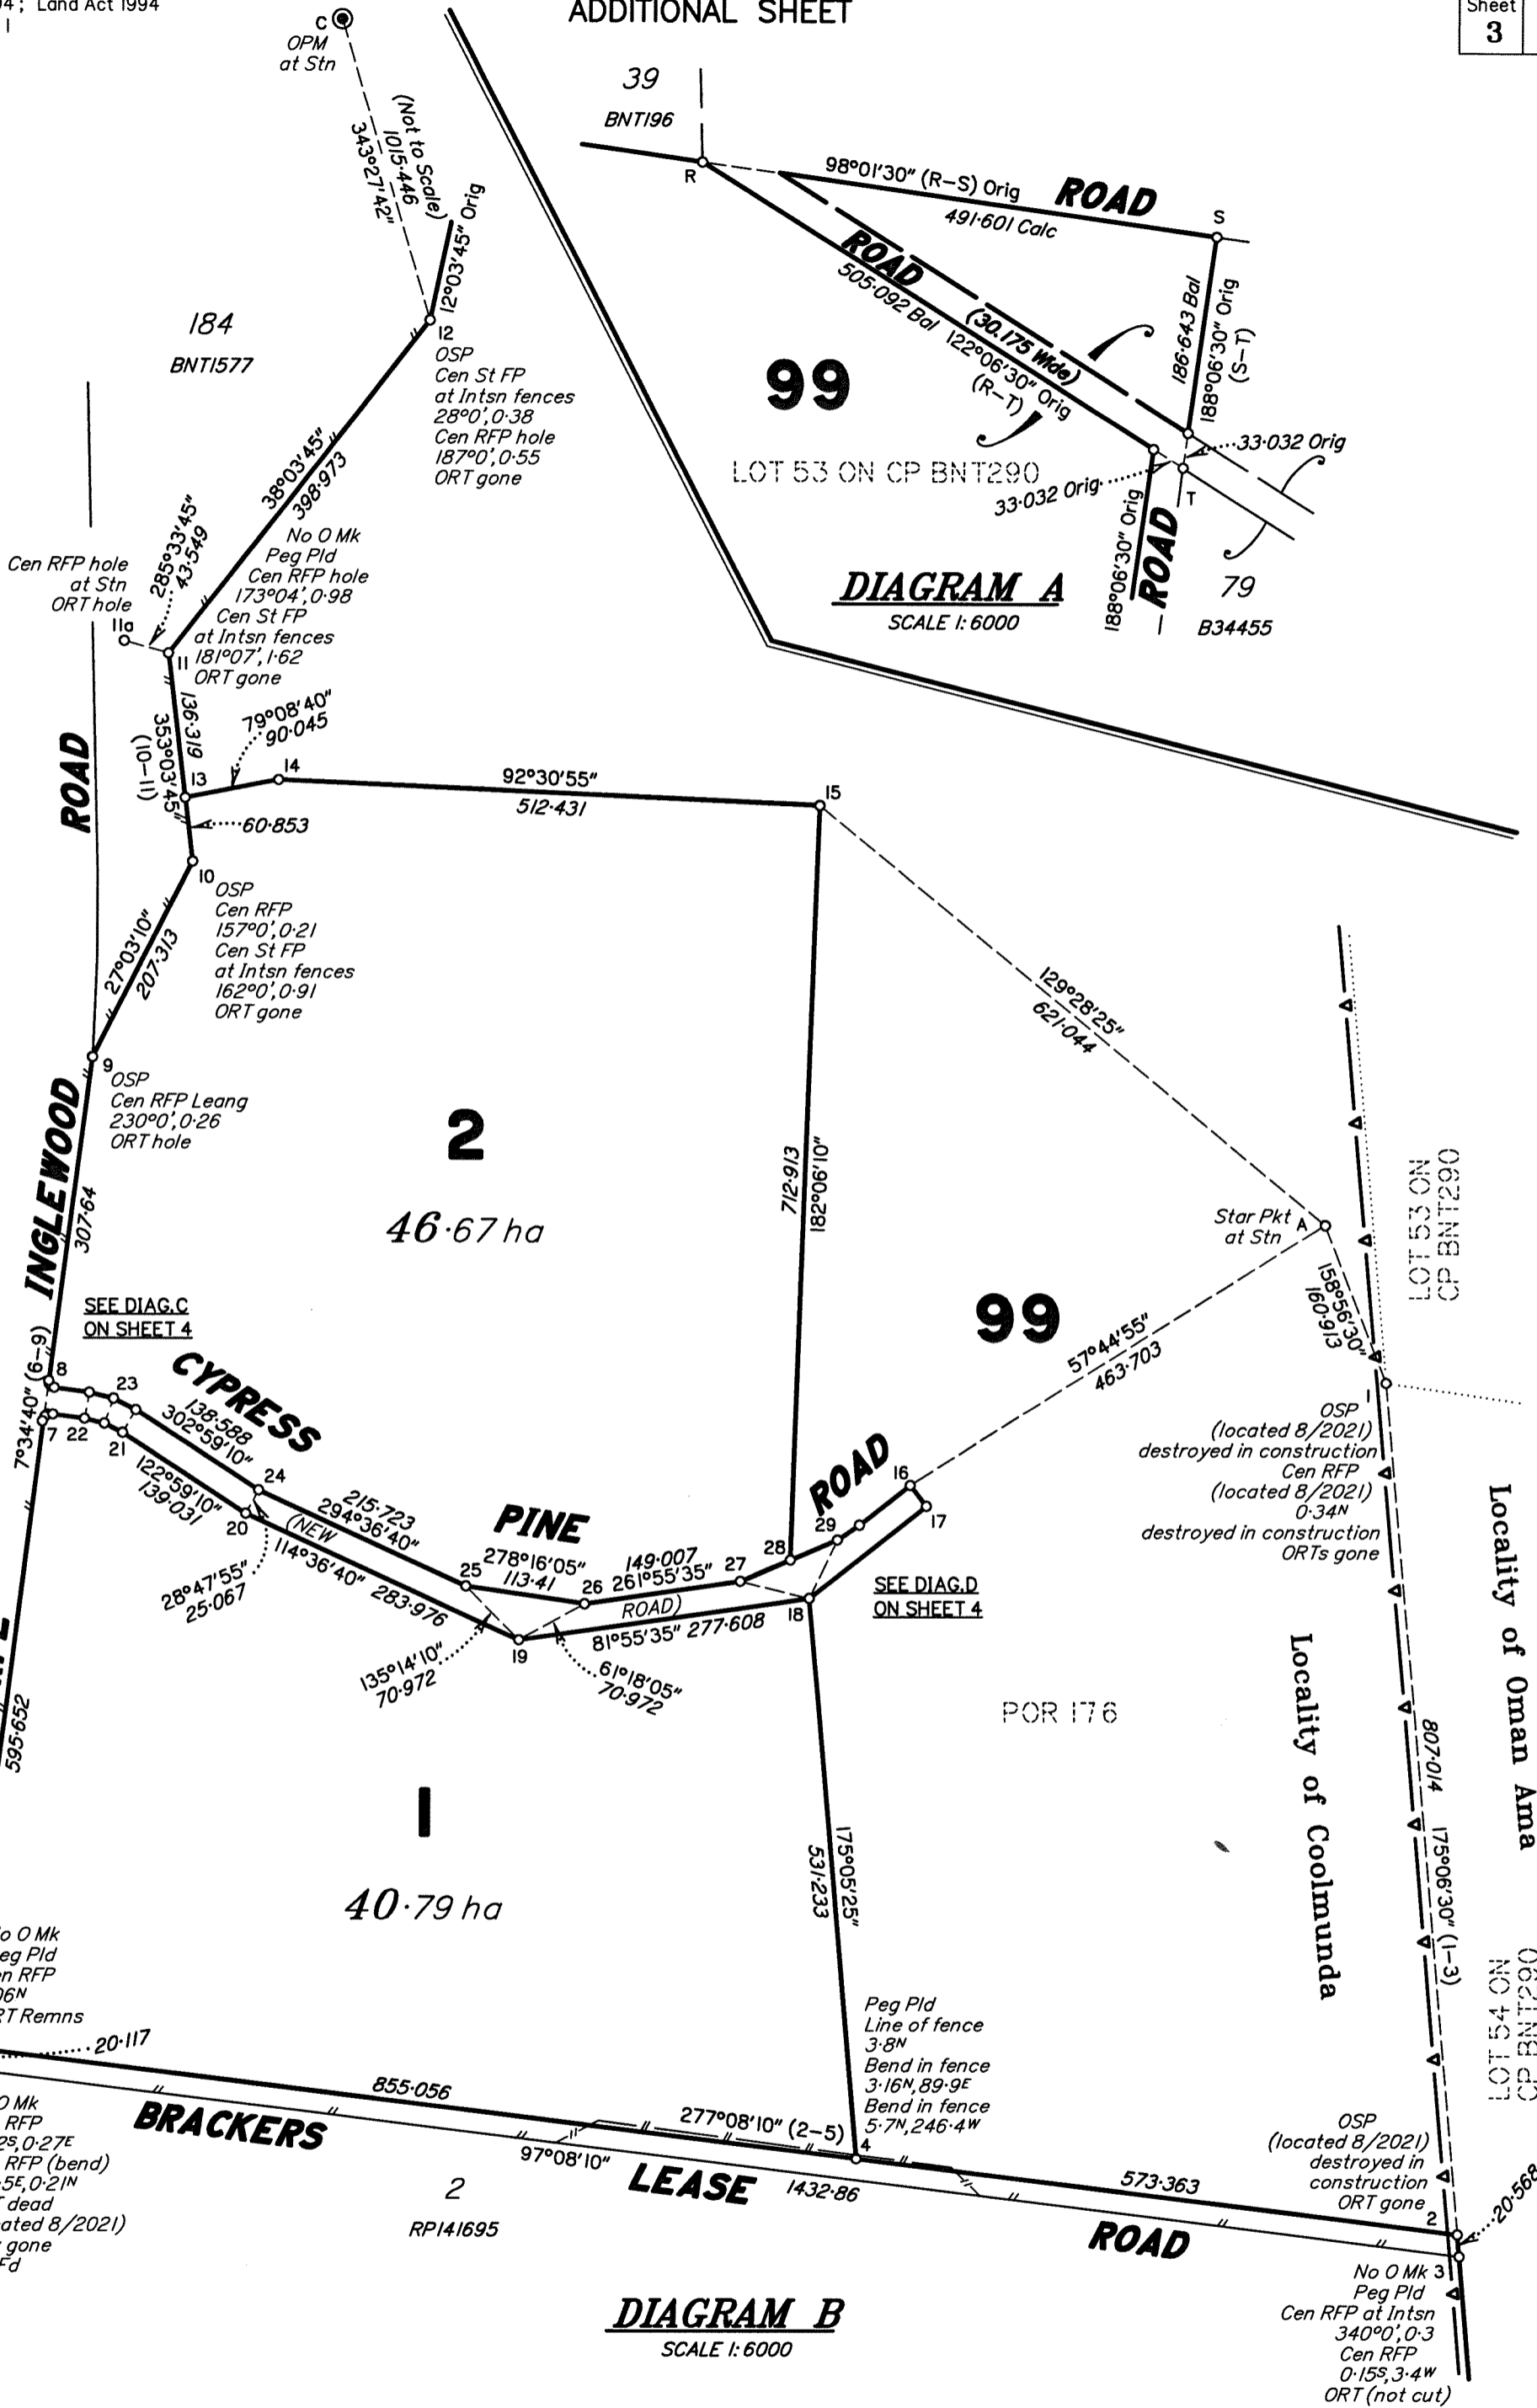 94; Land Act 1994
ADDITIONAL SHEET
Sheet
3
C
OPM
at Stn
(Not to Scale)
1015·446
343°27'42"
12°03'45" Orig
39
BNT196
R
98°01'30" (R-S) Orig
491·601 Calc
ROAD
S
ROAD
(30.175 Wide)
505·092 Bal
122°06'30" Orig
(R-T)
186·643 Bal
188°06'30" Orig
(S-T)
99
LOT 53 ON CP BNT290
33·032 Orig
33·032 Orig
T
188°06'30" Orig
ROAD
79
B34455
DIAGRAM A
SCALE 1:6000
184
BNT1577
12
OSP
Cen St FP
at Intsn fences
28°0',0·38
Cen RFP hole
187°0',0·55
ORT gone
38°03'45"
398·973
Cen RFP hole
at Stn
ORT hole
11a
285°33'45"
43·549
No O Mk
Peg Pld
Cen RFP hole
173°04',0·98
Cen St FP
at Intsn fences
181°07',1·62
ORT gone
11
136·319
353°03'45"
(10-11)
79°08'40"
90·045
13
14
92°30'55"
512·431
15
60·853
ROAD
10
OSP
Cen RFP
157°0',0·21
Cen St FP
at Intsn fences
162°0',0·91
ORT gone
27°03'10"
207·313
9
OSP
Cen RFP Leang
230°0',0·26
ORT hole
INGLEWOOD
307·64
2
46·67 ha
712·913
182°06'10"
129°28'25"
621·044
Star Pkt
at Stn
A
158°56'30"
160·913
LOT 53 ON
CP BNT290
99
57°44'55"
463·703
SEE DIAG.C
ON SHEET 4
7°34'40" (6-9)
8
7
22
23
21
CYPRESS
138·588
302°59'10"
122°59'10"
139·031
24
20
(NEW
215·723
294°36'40"
114°36'40" 283·976
28°47'55"
25·067
PINE
25
278°16'05"
113·41
26
149·007
261°55'35"
27
ROAD)
81°55'35" 277·608
28
29
ROAD
16
17
18
19
135°14'10"
70·972
61°18'05"
70·972
SEE DIAG.D
ON SHEET 4
1
OSP
(located 8/2021)
destroyed in construction
Cen RFP
(located 8/2021)
0·34N
destroyed in construction
ORTs gone
Locality of Oman Ama
Locality of Coolmunda
595·652
POR 176
807·014
175°06'30" (1-3)
1
40·79 ha
175°05'25"
531·233
o O Mk
eg Pld
n RFP
06N
RT Remns
20·117
855·056
Peg Pld
Line of fence
3·8N
Bend in fence
3·16N,89·9E
Bend in fence
5·7N,246·4W
4
277°08'10" (2-5)
97°08'10"
BRACKERS
LEASE
ROAD
1432·86
573·363
LOT 54 ON
CP BNT290
OSP
(located 8/2021)
destroyed in
construction
ORT gone
2
20·568
O Mk
RFP
2S,0·27E
RFP (bend)
·5E,0·21N
dead
ated 8/2021)
gone
Fd
2
RP141695
No O Mk
3
Peg Pld
Cen RFP at Intsn
340°0',0·3
Cen RFP
0·15S,3·4W
ORT (not cut)
DIAGRAM B
SCALE 1:6000